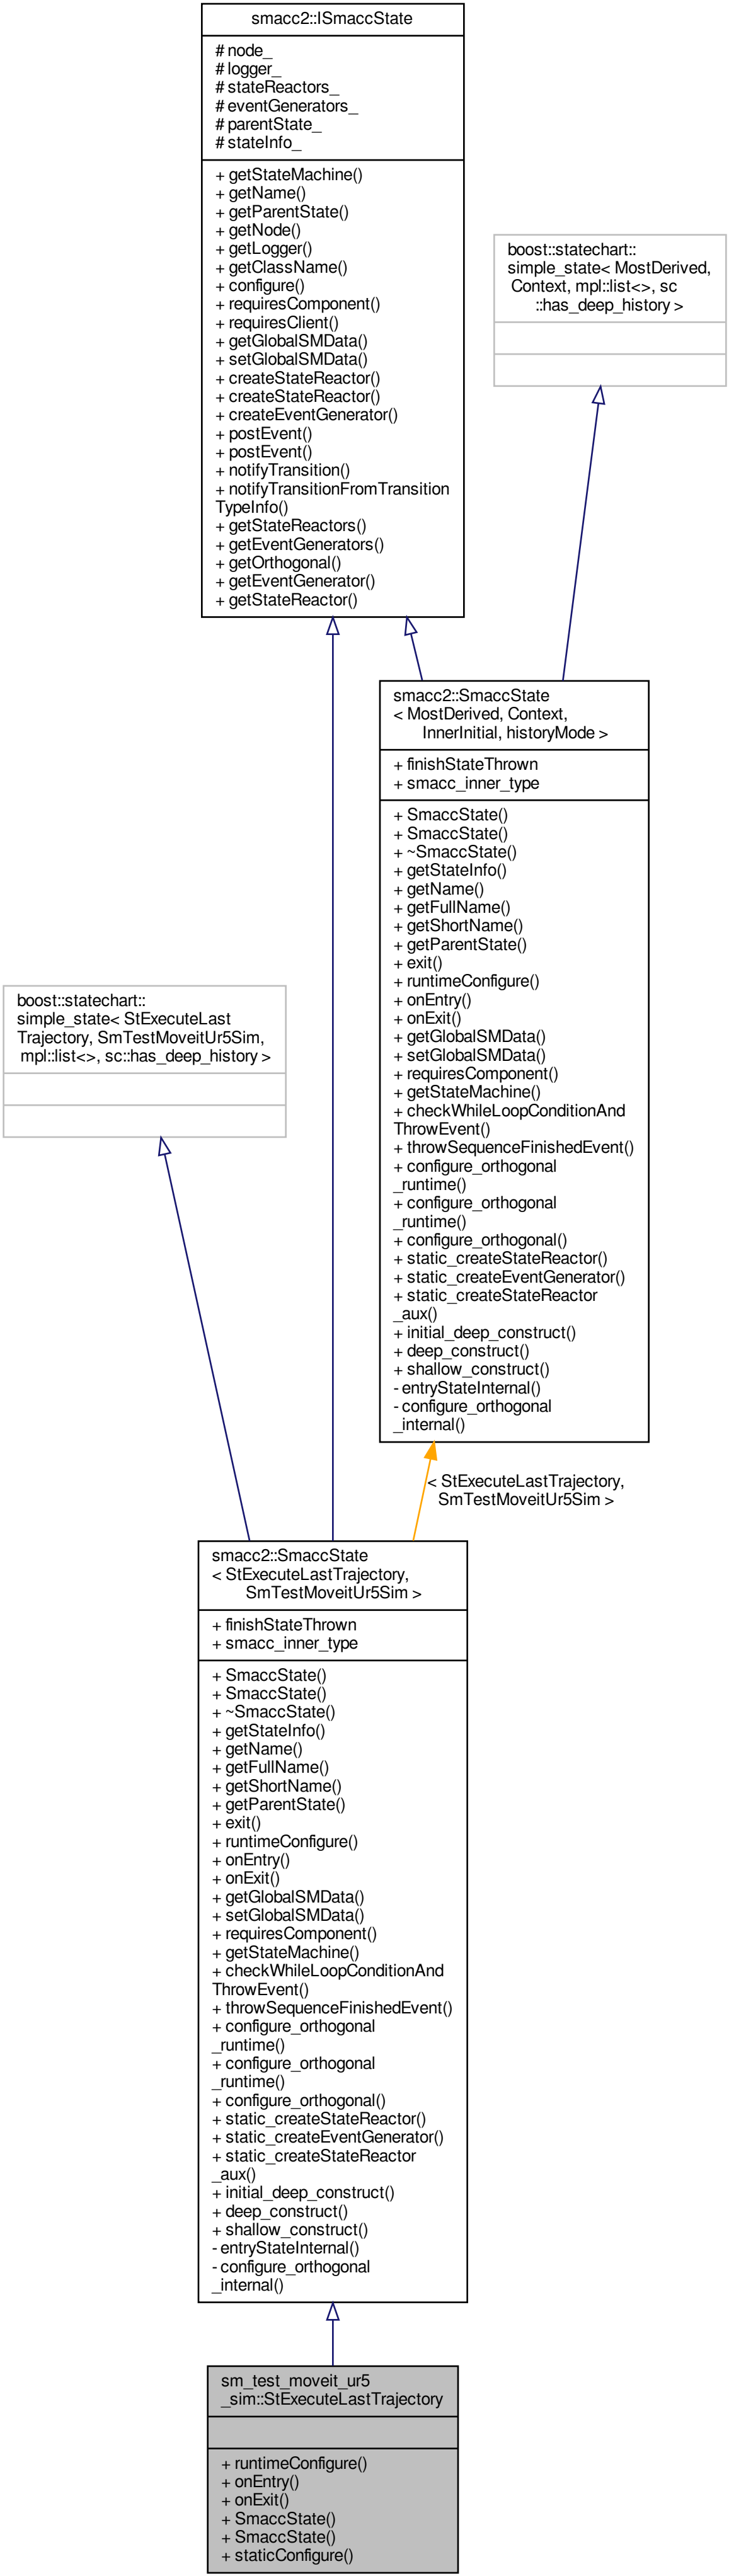 smacc2::ISmaccState
# node_
# logger_
# stateReactors_
# eventGenerators_
# parentState_
# stateInfo_
+ getStateMachine()
+ getName()
+ getParentState()
+ getNode()
+ getLogger()
+ getClassName()
+ configure()
+ requiresComponent()
+ requiresClient()
+ getGlobalSMData()
+ setGlobalSMData()
+ createStateReactor()
+ createStateReactor()
+ createEventGenerator()
+ postEvent()
+ postEvent()
+ notifyTransition()
+ notifyTransitionFromTransition
TypeInfo()
+ getStateReactors()
+ getEventGenerators()
+ getOrthogonal()
+ getEventGenerator()
+ getStateReactor()
boost::statechart::
simple_state< MostDerived,
Context, mpl::list<>, sc
::has_deep_history >
smacc2::SmaccState
< MostDerived, Context,
InnerInitial, historyMode >
+ finishStateThrown
+ smacc_inner_type
+ SmaccState()
+ SmaccState()
+ ~SmaccState()
+ getStateInfo()
+ getName()
+ getFullName()
+ getShortName()
+ getParentState()
+ exit()
+ runtimeConfigure()
+ onEntry()
+ onExit()
+ getGlobalSMData()
+ setGlobalSMData()
+ requiresComponent()
+ getStateMachine()
+ checkWhileLoopConditionAnd
ThrowEvent()
+ throwSequenceFinishedEvent()
+ configure_orthogonal
_runtime()
+ configure_orthogonal
_runtime()
+ configure_orthogonal()
+ static_createStateReactor()
+ static_createEventGenerator()
+ static_createStateReactor
_aux()
+ initial_deep_construct()
+ deep_construct()
+ shallow_construct()
- entryStateInternal()
- configure_orthogonal
_internal()
boost::statechart::
simple_state< StExecuteLast
Trajectory, SmTestMoveitUr5Sim,
mpl::list<>, sc::has_deep_history >
< StExecuteLastTrajectory,
SmTestMoveitUr5Sim >
smacc2::SmaccState
< StExecuteLastTrajectory,
SmTestMoveitUr5Sim >
+ finishStateThrown
+ smacc_inner_type
+ SmaccState()
+ SmaccState()
+ ~SmaccState()
+ getStateInfo()
+ getName()
+ getFullName()
+ getShortName()
+ getParentState()
+ exit()
+ runtimeConfigure()
+ onEntry()
+ onExit()
+ getGlobalSMData()
+ setGlobalSMData()
+ requiresComponent()
+ getStateMachine()
+ checkWhileLoopConditionAnd
ThrowEvent()
+ throwSequenceFinishedEvent()
+ configure_orthogonal
_runtime()
+ configure_orthogonal
_runtime()
+ configure_orthogonal()
+ static_createStateReactor()
+ static_createEventGenerator()
+ static_createStateReactor
_aux()
+ initial_deep_construct()
+ deep_construct()
+ shallow_construct()
- entryStateInternal()
- configure_orthogonal
_internal()
sm_test_moveit_ur5
_sim::StExecuteLastTrajectory
+ runtimeConfigure()
+ onEntry()
+ onExit()
+ SmaccState()
+ SmaccState()
+ staticConfigure()